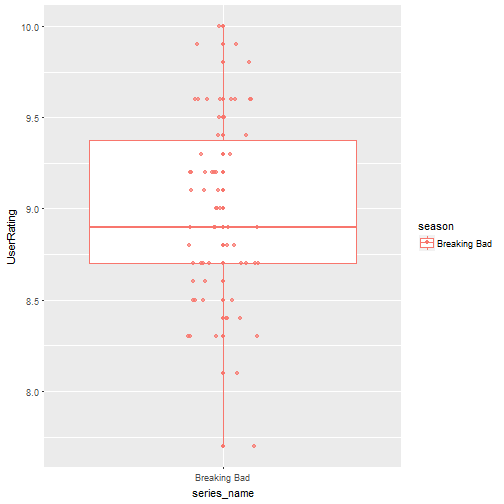 10.0
9.5
9.0
8.5
8.0
UserRating
Breaking Bad
series_name
season
Breaking Bad